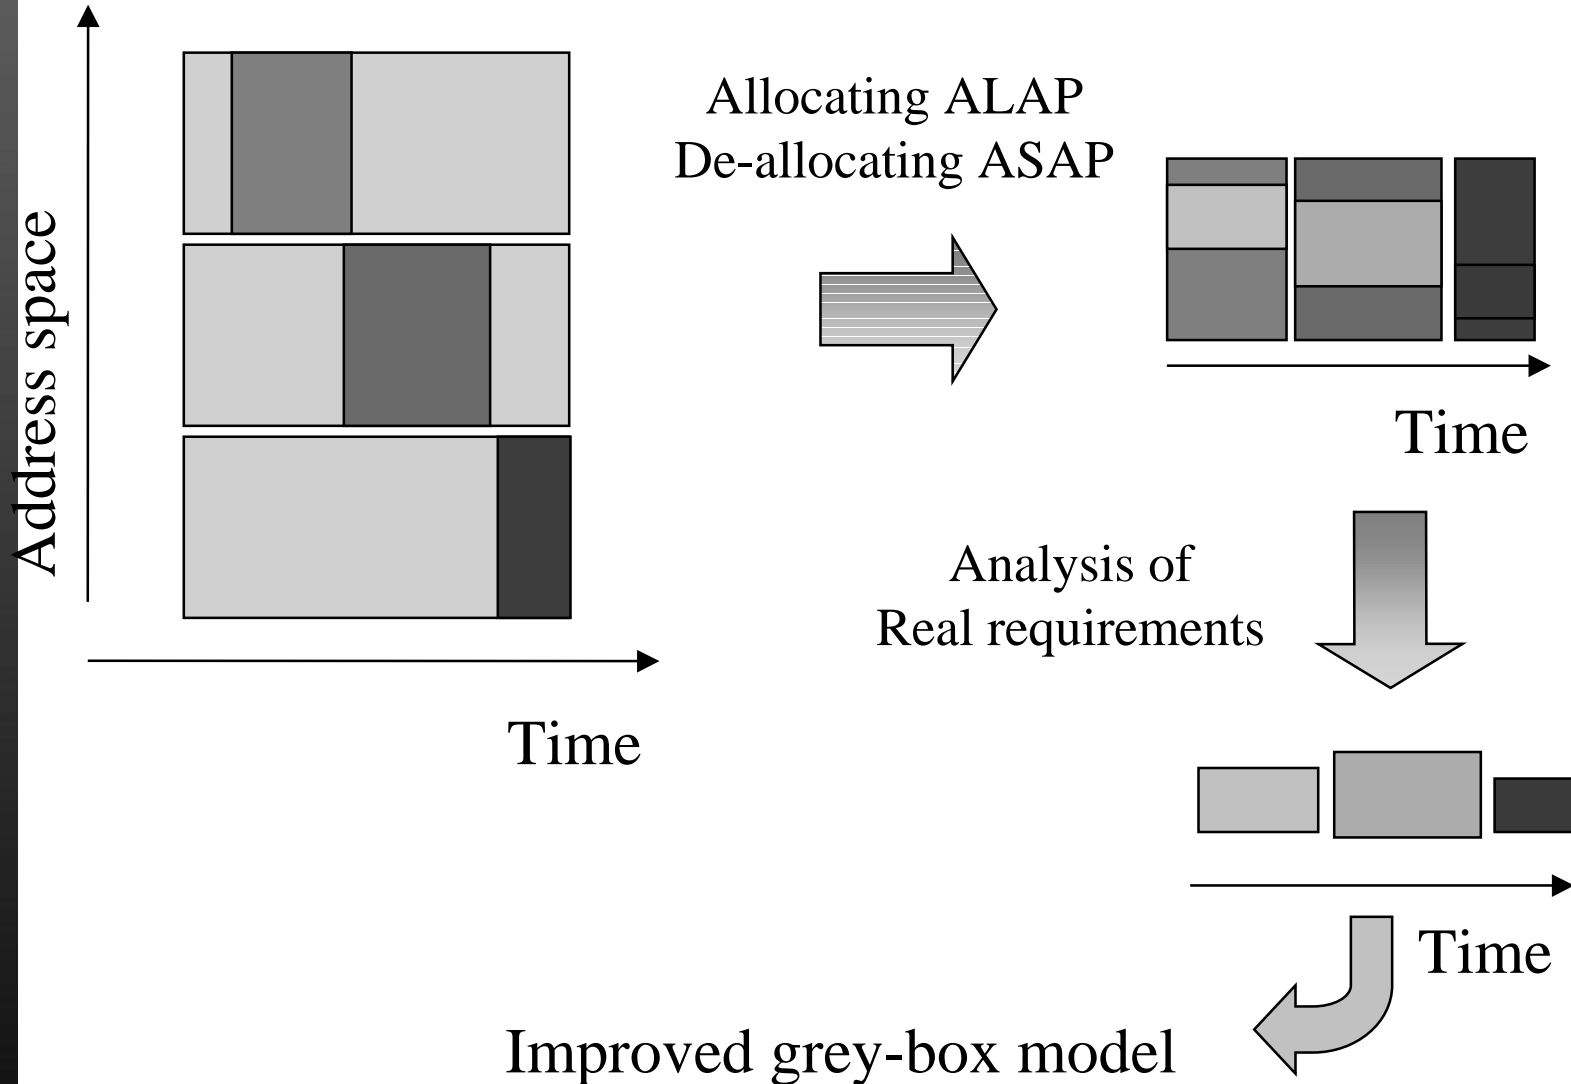 Address space
Time
Allocating ALAP
De-allocating ASAP
Time
Analysis of
Real requirements
Time
Improved grey-box model